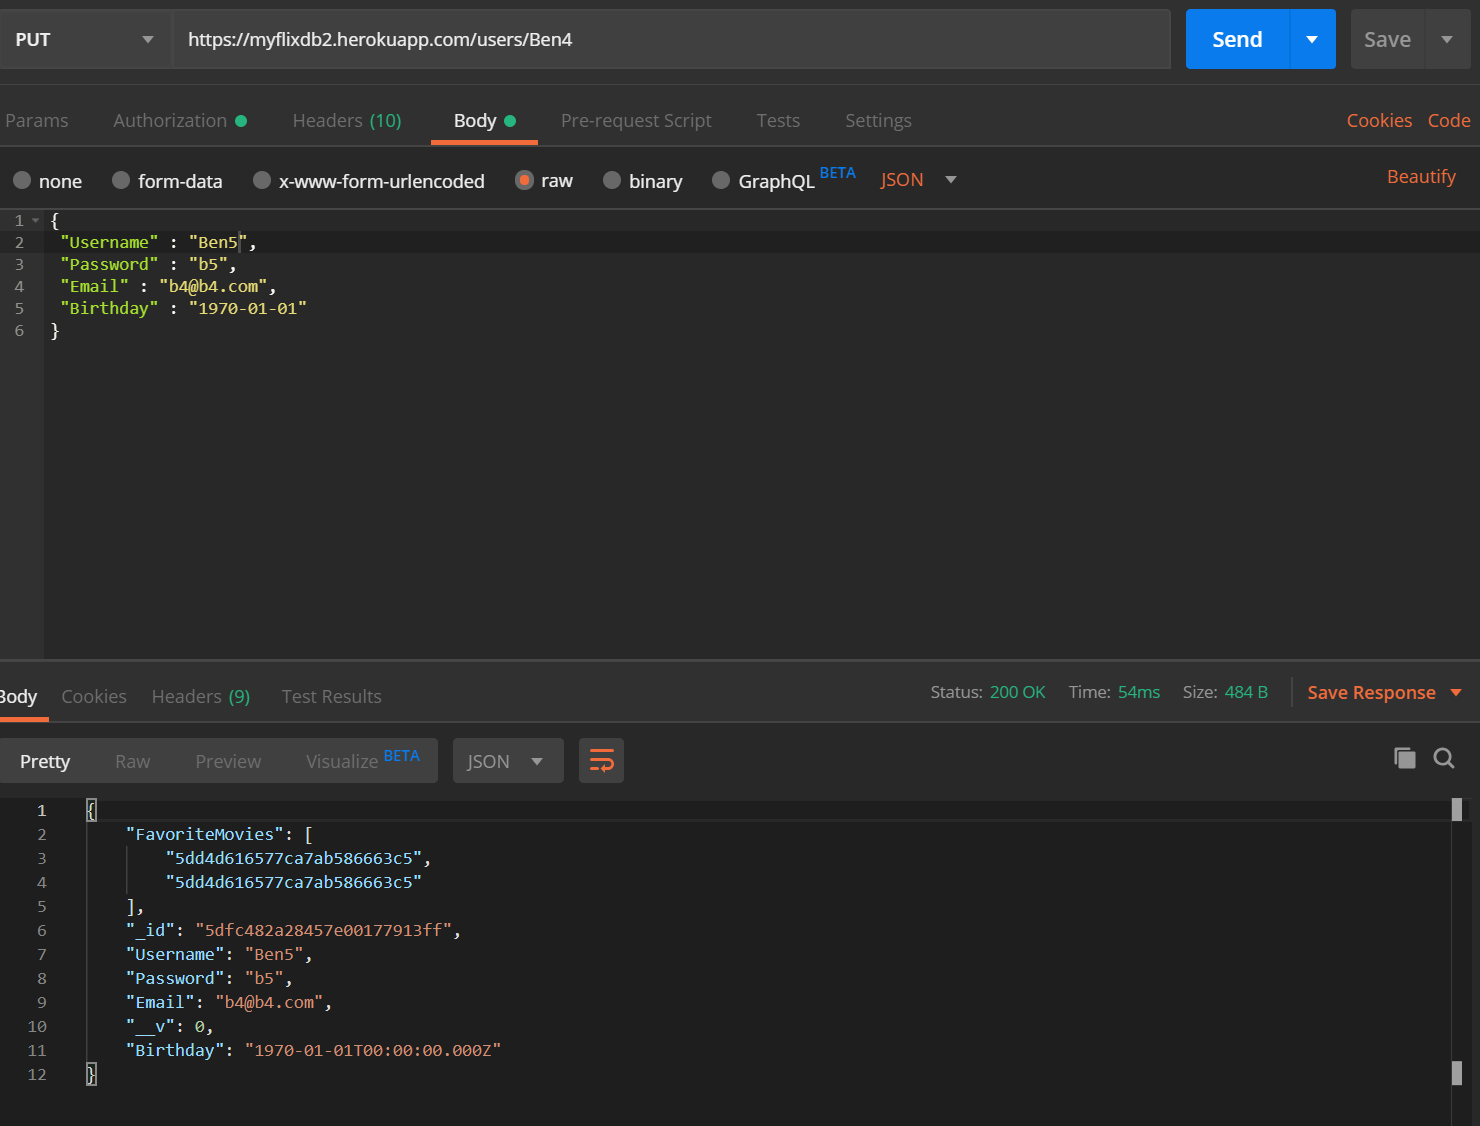 PUT https://myflixdb2.herokuapp.com/users/Ben4 Send Save
Params Authorization Headers (10) Body Pre-request Script Tests Settings Cookies Code
none form-data x-www-form-urlencoded raw binary GraphQL BETA JSON Beautify
1 {
2 "Username" : "Ben5",
3 "Password" : "b5",
4 "Email" : "b4@b4.com",
5 "Birthday" : "1970-01-01"
6 }
Body Cookies Headers (9) Test Results Status: 200 OK Time: 54ms Size: 484 B Save Response
Pretty Raw Preview Visualize BETA JSON
1 {
2 "FavoriteMovies": [
3 "5dd4d616577ca7ab586663c5",
4 "5dd4d616577ca7ab586663c5"
5 ],
6 "_id": "5dfc482a28457e00177913ff",
7 "Username": "Ben5",
8 "Password": "b5",
9 "Email": "b4@b4.com",
10 "__v": 0,
11 "Birthday": "1970-01-01T00:00:00.000Z"
12 }